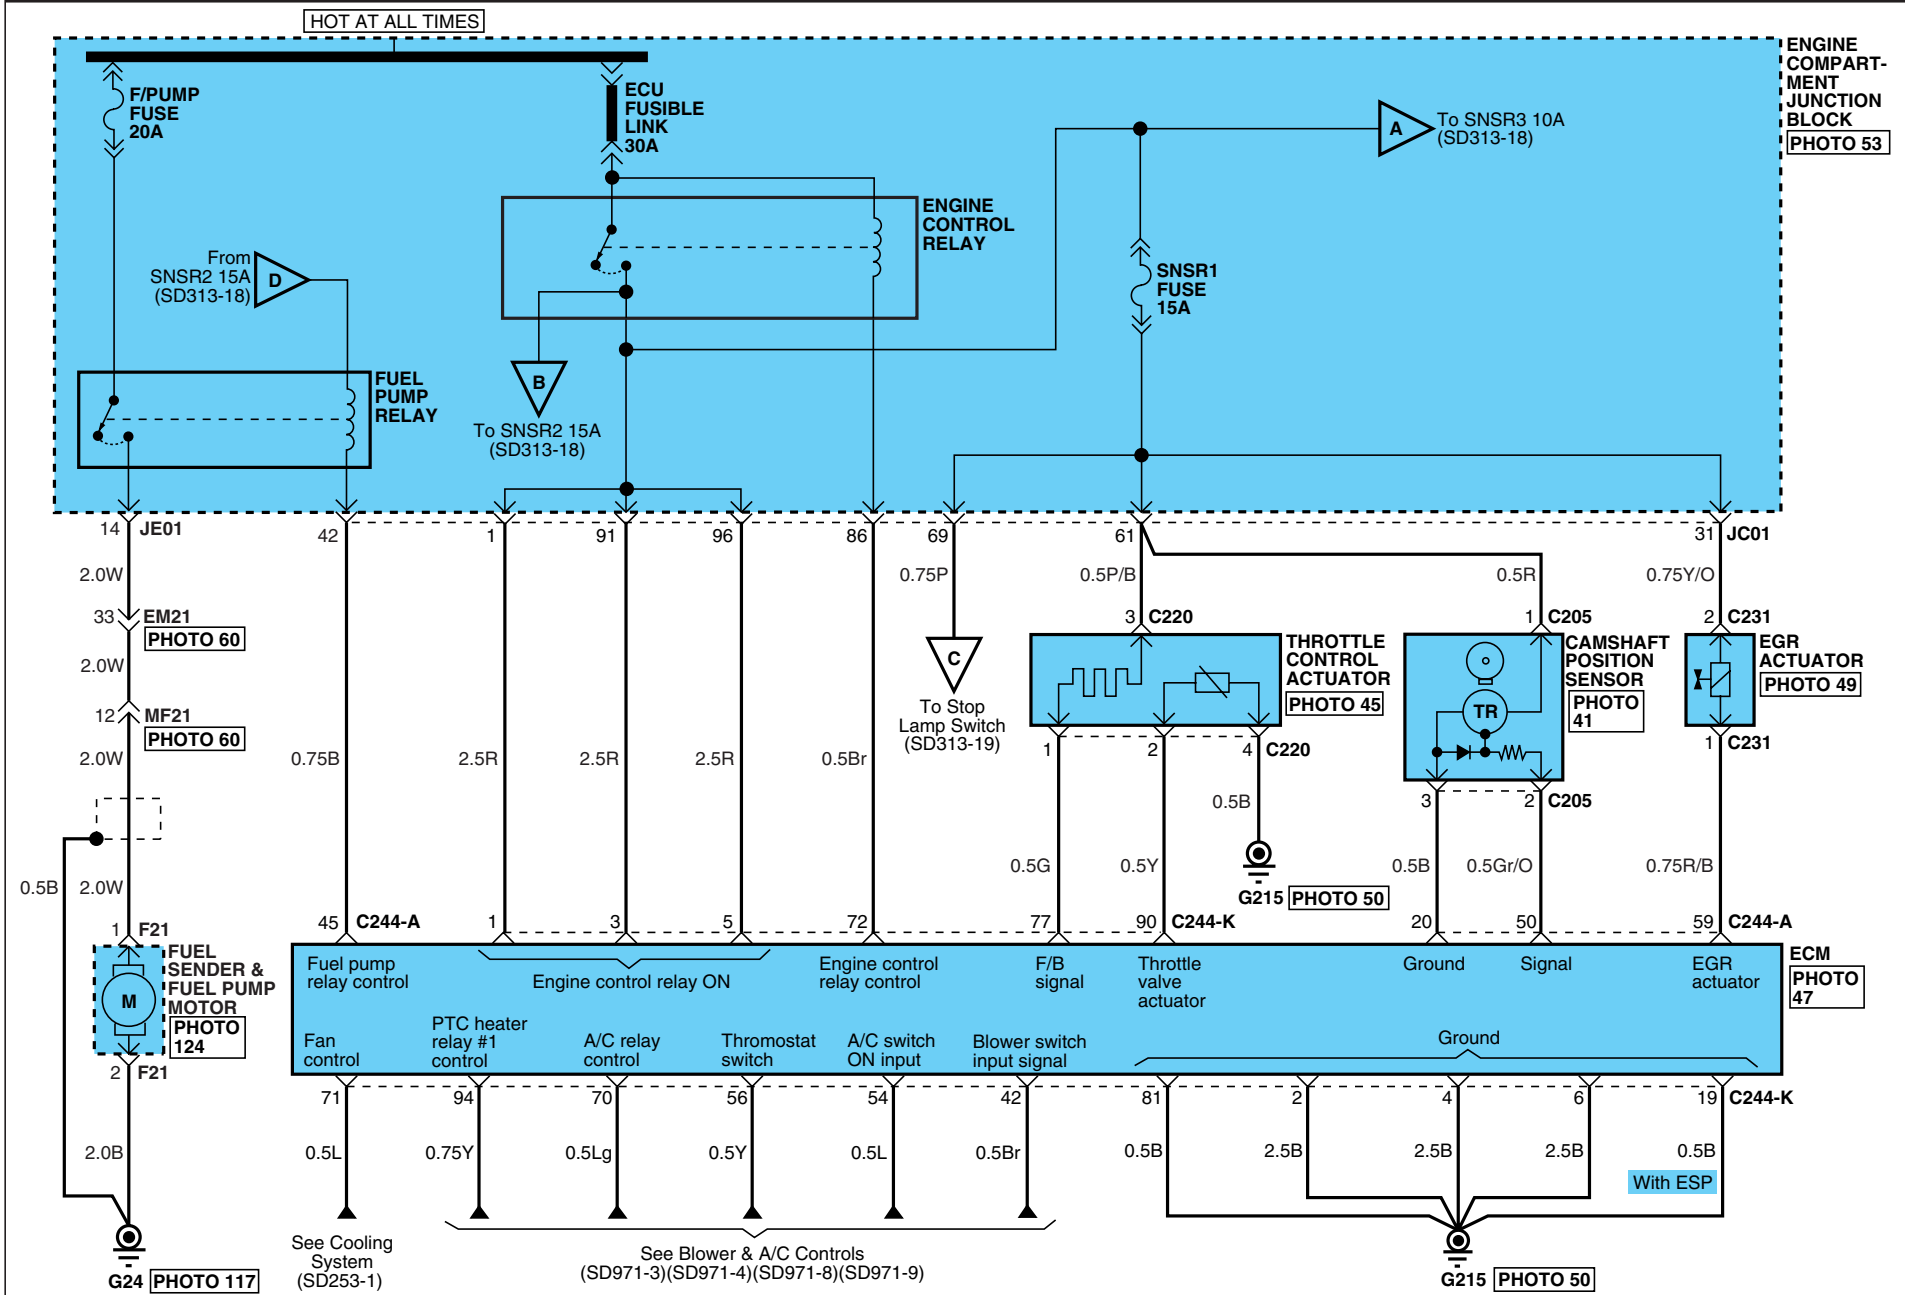 HOT AT ALL TIMES
ENGINE
COMPART-
MENT
JUNCTION
BLOCK
PHOTO 53
F/PUMP
FUSE
20A
ECU
FUSIBLE
LINK
30A
A
To SNSR3 10A
(SD313-18)
ENGINE
CONTROL
RELAY
From
SNSR2 15A
(SD313-18)
D
SNSR1
FUSE
15A
FUEL
PUMP
RELAY
B
To SNSR2 15A
(SD313-18)
14 JE01
42
1
91
96
86
69
61
31 JC01
2.0W
0.75P
0.5P/B
0.5R
0.75Y/O
33 EM21
PHOTO 60
2.0W
12 MF21
PHOTO 60
2.0W
C
To Stop
Lamp Switch
(SD313-19)
3 C220
THROTTLE
CONTROL
ACTUATOR
PHOTO 45
1 C205
CAMSHAFT
POSITION
SENSOR
PHOTO
41
TR
2 C231
EGR
ACTUATOR
PHOTO 49
1
2
4 C220
1 C231
0.75B
2.5R
2.5R
2.5R
0.5Br
0.5B
3
2 C205
0.5B
2.0W
0.5G
0.5Y
G215 PHOTO 50
0.5B
0.5Gr/O
0.75R/B
1 F21
45 C244-A
1
3
5
72
77
90 C244-K
20
50
59 C244-A
FUEL
SENDER &
FUEL PUMP
MOTOR
PHOTO
124
M
2 F21
Fuel pump
relay control
Engine control relay ON
Engine control
relay control
F/B
signal
Throttle
valve
actuator
Ground
Signal
EGR
actuator
ECM
PHOTO
47
Fan
control
PTC heater
relay #1
control
A/C relay
control
Thromostat
switch
A/C switch
ON input
Blower switch
input signal
Ground
71
94
70
56
54
42
81
2
4
6
19 C244-K
2.0B
0.5L
0.75Y
0.5Lg
0.5Y
0.5L
0.5Br
0.5B
2.5B
2.5B
2.5B
0.5B
With ESP
See Cooling
System
(SD253-1)
See Blower & A/C Controls
(SD971-3)(SD971-4)(SD971-8)(SD971-9)
G24 PHOTO 117
G215 PHOTO 50